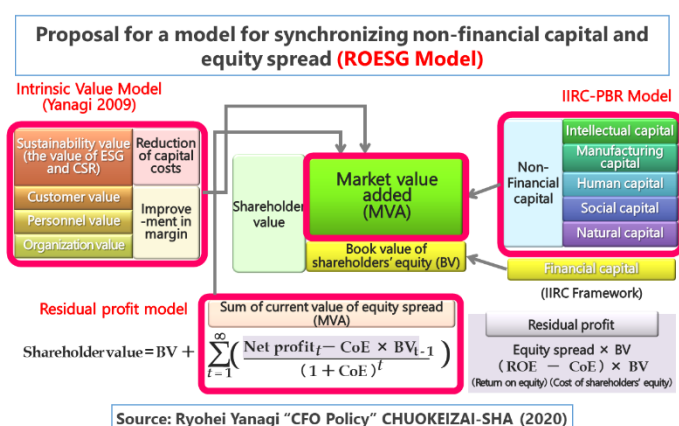 Proposal for a model for synchronizing non-financial capital and
equity spread (ROESG Model)
Intrinsic Value Model
(Yanagi 2009)
Sustainability value
(the value of ESG
and CSR)
Reduction
of capital
costs
Customer value
Personnel value
Organization value
Improve
-ment in
margin
Shareholder
value
Market value
added
(MVA)
Book value of
shareholders' equity (BV)
IIRC-PBR Model
Non-
Financial
capital
Intellectual capital
Manufacturing
capital
Human capital
Social capital
Natural capital
Financial capital
(IIRC Framework)
Residual profit model
Sum of current value of equity spread
(MVA)
Shareholder value = BV + ∞ Σ t = 1 ( Net profit t − CoE × BV t-1 / (1 + CoE) t )
Residual profit
Equity spread × BV
(ROE − CoE) × BV
(Return on equity) (Cost of shareholders' equity)
Source: Ryohei Yanagi "CFO Policy" CHUOKEIZAI-SHA (2020)